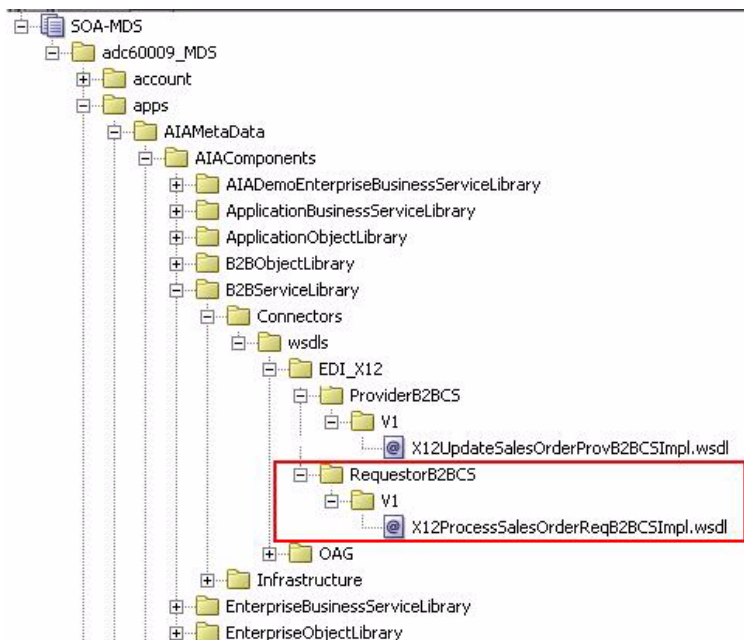 SOA-MDS
adc60009_MDS
account
apps
AIAMetaData
AIAComponents
AIADemoEnterpriseBusinessServiceLibrary
ApplicationBusinessServiceLibrary
ApplicationObjectLibrary
B2BObjectLibrary
B2BServiceLibrary
Connectors
wsdls
EDI_X12
ProviderB2BCS
V1
X12UpdateSalesOrderProvB2BCSImpl.wsdl
RequestorB2BCS
V1
X12ProcessSalesOrderReqB2BCSImpl.wsdl
OAG
Infrastructure
EnterpriseBusinessServiceLibrary
EnterpriseObjectLibrary